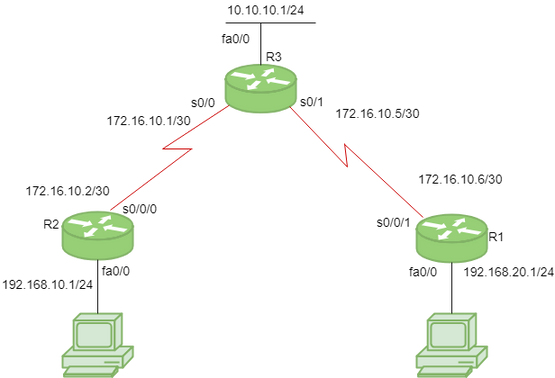 10.10.10.1/24
fa0/0
R3
s0/0
s0/1
172.16.10.1/30
172.16.10.5/30
172.16.10.2/30
172.16.10.6/30
s0/0/0
R2
s0/0/1
R1
fa0/0
192.168.10.1/24
fa0/0
192.168.20.1/24